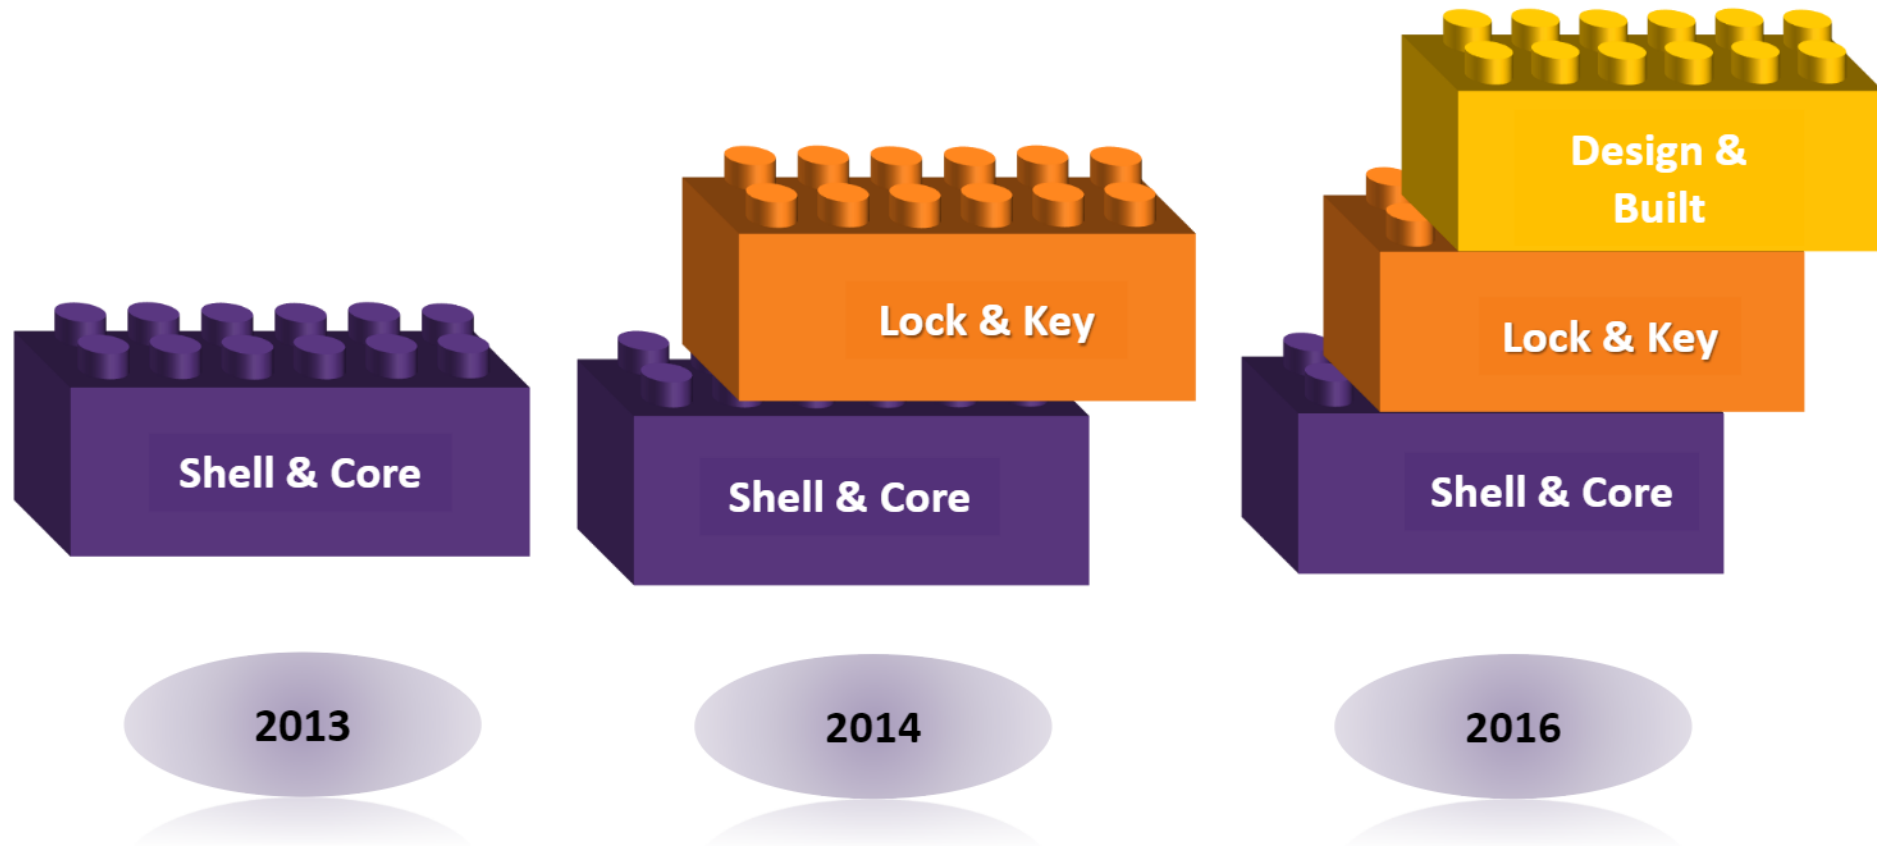 Shell & Core
2013
Lock & Key
Shell & Core
2014
Design &
Built
Lock & Key
Shell & Core
2016